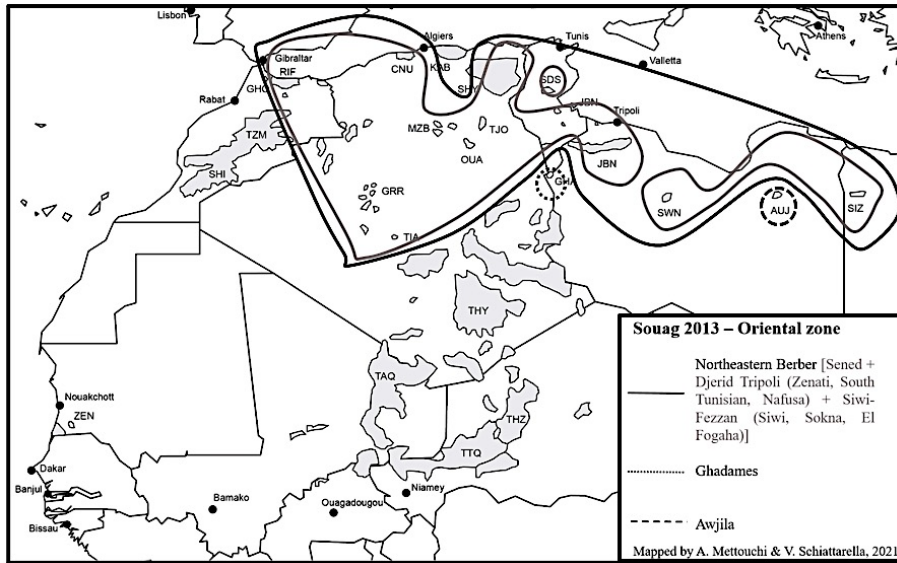 Lisbon
Athens
Algiers
Tunis
Valletta
Gibraltar
RIF
CNU
KAB
GHO
SHY
SDS
Rabat
JBN
Tripoli
TZM
MZB
TJO
OUA
JBN
SHI
GHA
GRR
SWN
AUJ
SIZ
TIA
THY
TAQ
Nouakchott
ZEN
THZ
TTQ
Dakar
Banjul
Niamey
Bamako
Ouagadougou
Bissau
Souag 2013 – Oriental zone
Northeastern Berber [Sened +
Djerid Tripoli (Zenati, South
Tunisian, Nafusa) + Siwi-
Fezzan (Siwi, Sokna, El
Fogaha)]
Ghadames
Awjila
Mapped by A. Mettouchi & V. Schiattarella, 2021